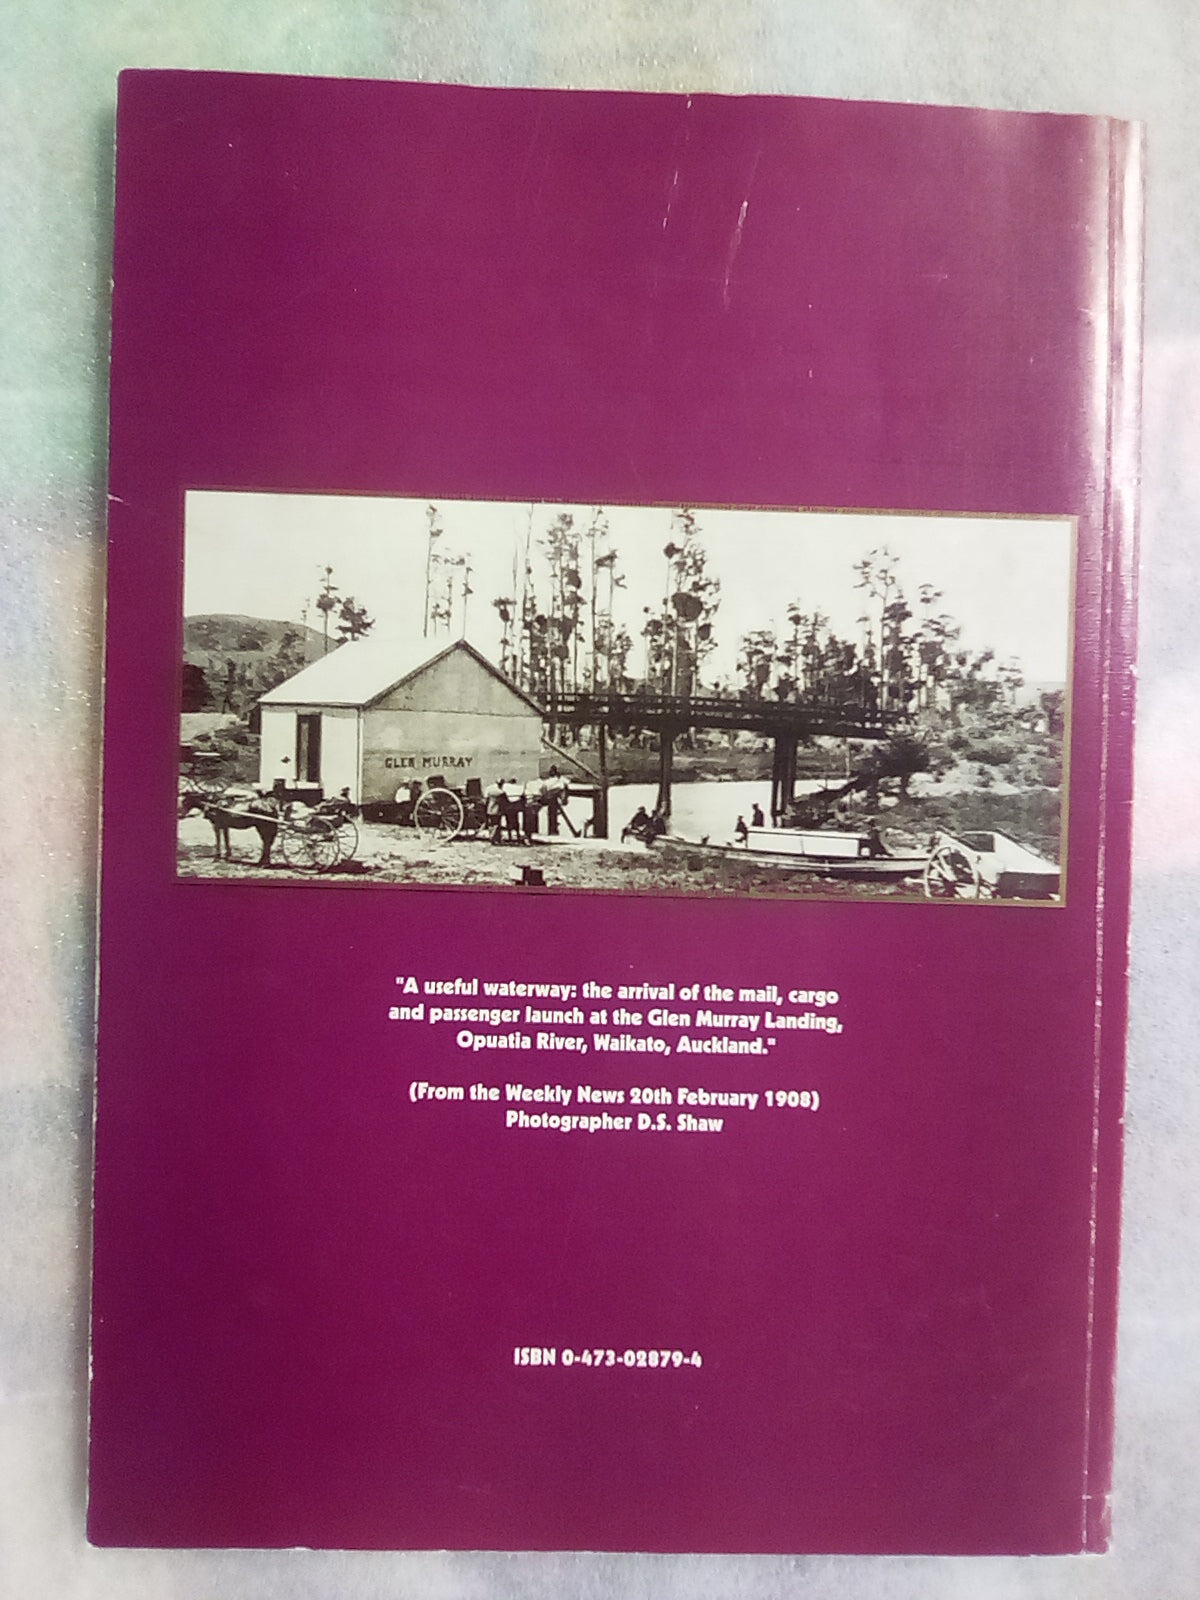 GLEN MURRAY
"A useful waterway: the arrival of the mail, cargo
and passenger launch at the Glen Murray Landing,
Opuatia River, Waikato, Auckland."
(From the Weekly News 20th February 1908)
Photographer D.S. Shaw
ISBN 0-473-02879-4